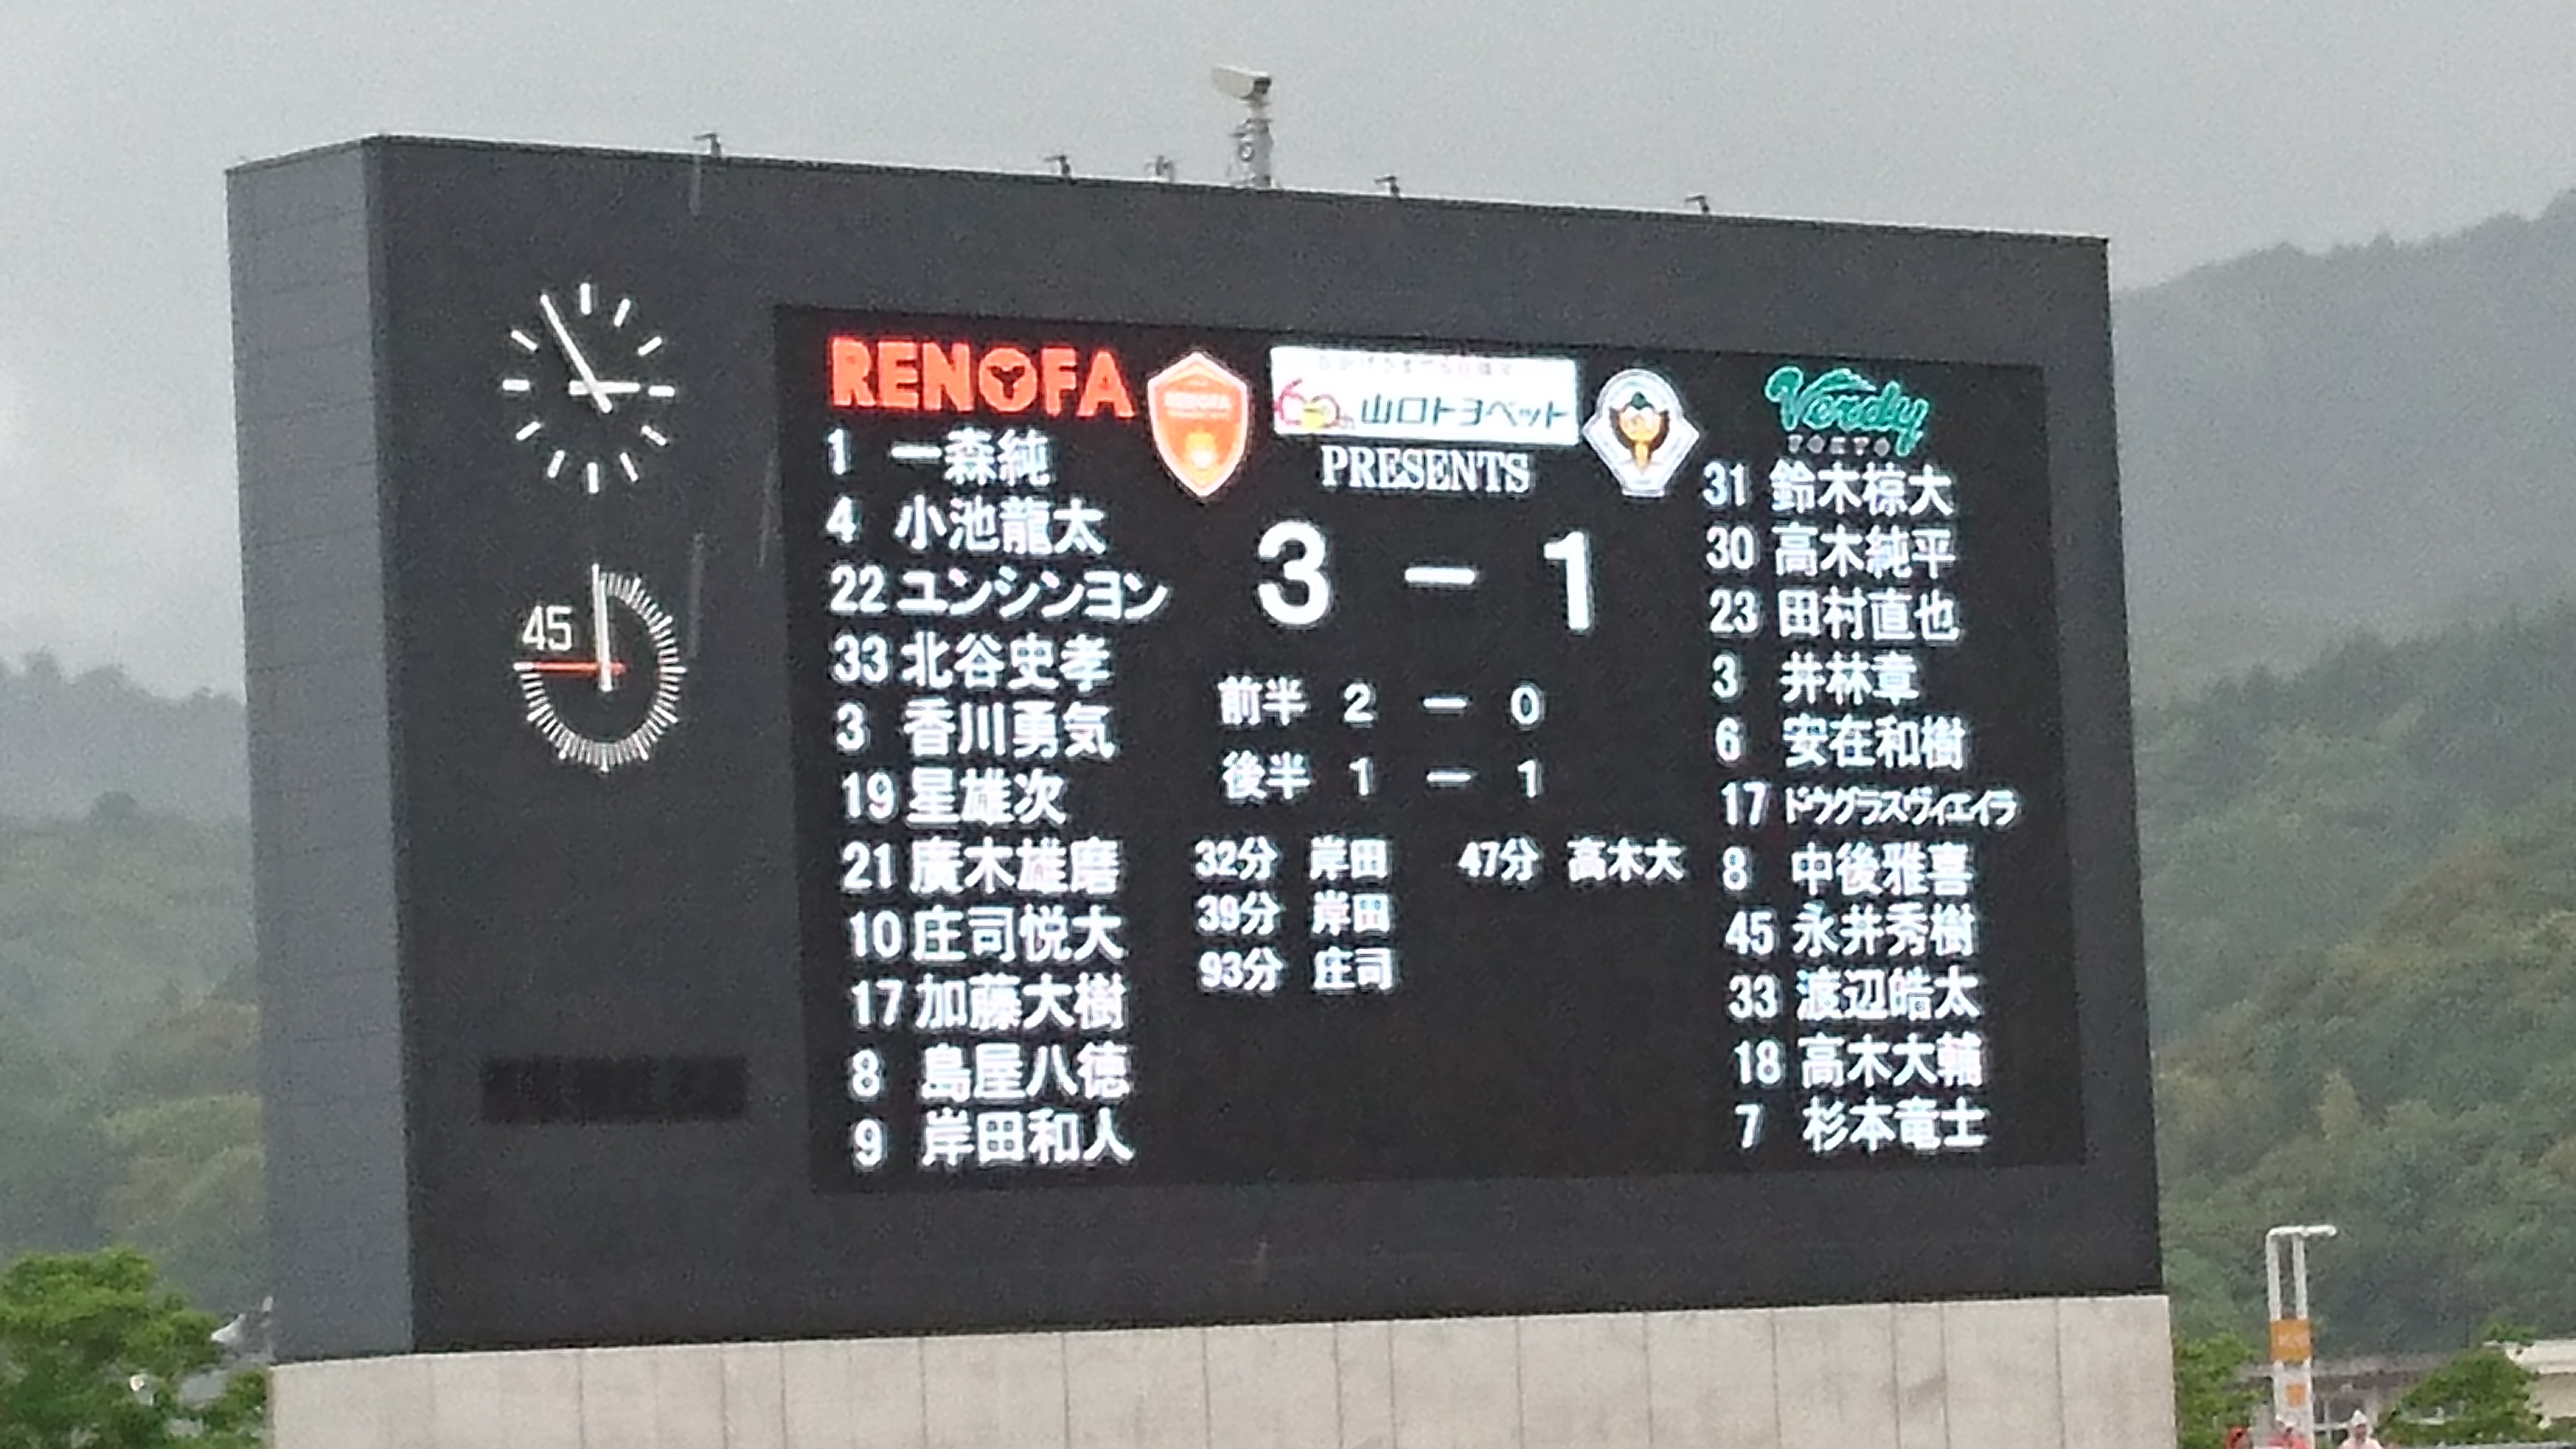 RENOFA
1 一森純
4 小池龍太
22 ユンシンヨン
33 北谷史孝
3 香川勇気
19 星雄次
21 廣木雄磨
10 庄司悦大
17 加藤大樹
8 島屋八徳
9 岸田和人
RENOFA
60th 山口トヨペット
PRESENTS
3 ー 1
前半 2 ー 0
後半 1 ー 1
32分 岸田 47分 高木大
39分 岸田
93分 庄司
Verdy
TOKYO
31 鈴木椋大
30 高木純平
23 田村直也
3 井林章
6 安在和樹
17 ドウグラスヴィエイラ
8 中後雅喜
45 永井秀樹
33 渡辺皓太
18 高木大輔
7 杉本竜士
45